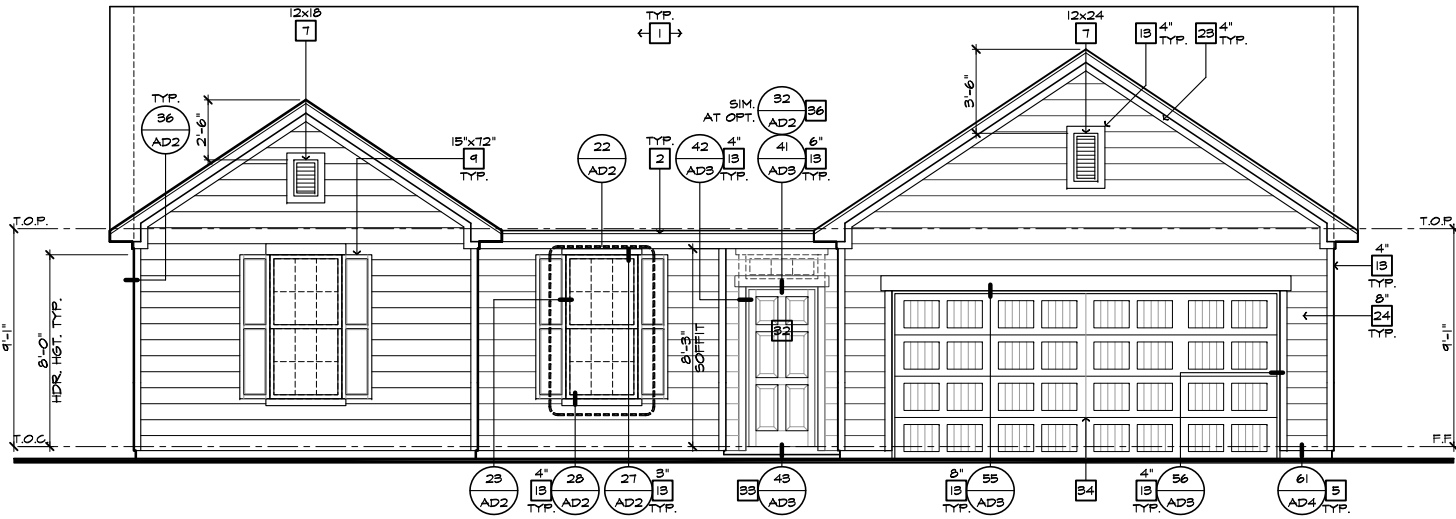 12x18
7
TYP.
1
12x24
7
13 4"
TYP.
23 4"
TYP.
TYP.
36
AD2
2'-6"
15"x72"
9
TYP.
22
AD2
TYP.
2
SIM.
AT OPT.
32
AD2
36
42
AD3
4"
13
TYP.
41
AD3
6"
13
TYP.
3'-6"
T.O.P.
T.O.P.
9'-1"
8'-0"
HDR. HGT. TYP.
8'-3"
SOFFIT
32
4"
13
TYP.
8"
24
TYP.
9'-1"
T.O.C.
F.F.
23
AD2
4"
13
TYP.
28
AD2
27
AD2
3"
13
TYP.
33
43
AD3
8"
13
TYP.
55
AD3
34
4"
13
TYP.
56
AD3
61
AD4
5
TYP.